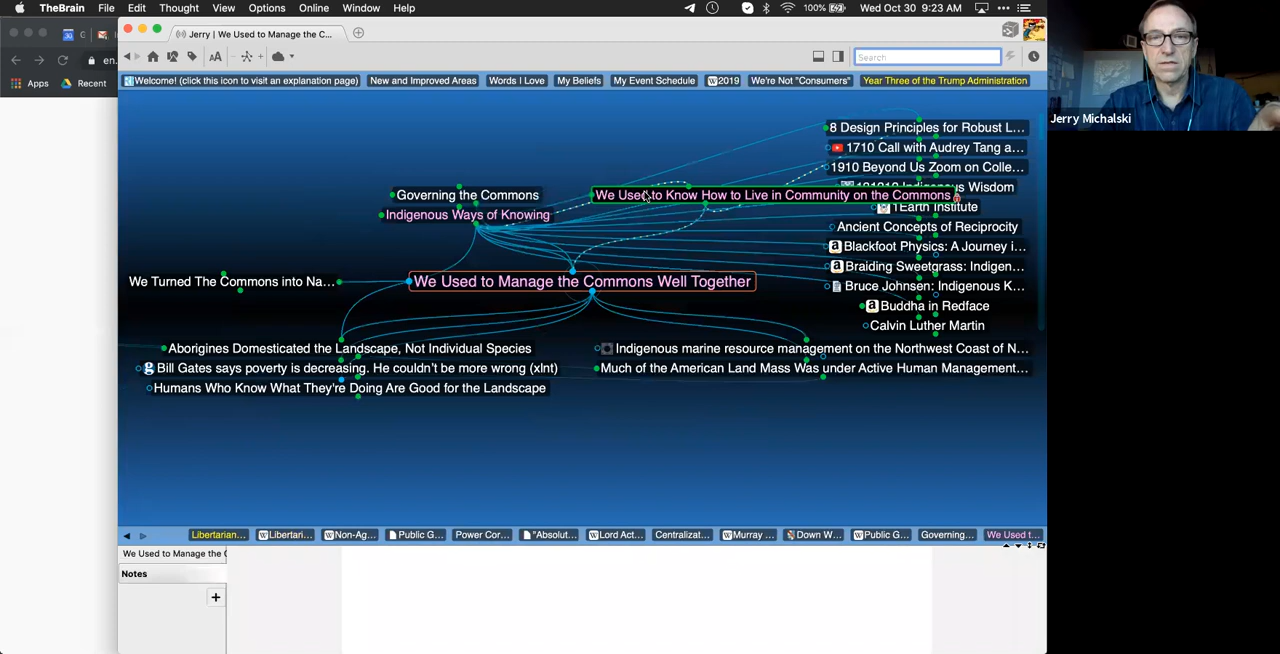 TheBrain File Edit Thought View Options Online Window Help 100% Wed Oct 30 9:23 AM
Jerry | We Used to Manage the C...
en.
Apps Recent
AA
Search
Welcome! (click this icon to visit an explanation page) New and Improved Areas Words I Love My Beliefs My Event Schedule 2019 We're Not "Consumers" Year Three of the Trump Administration
Jerry Michalski
8 Design Principles for Robust L...
1710 Call with Audrey Tang a...
1910 Beyond Us Zoom on Colle...
Indigenous Wisdom
1Earth Institute
Ancient Concepts of Reciprocity
Blackfoot Physics: A Journey i...
Braiding Sweetgrass: Indigen...
Bruce Johnsen: Indigenous K...
Buddha in Redface
Calvin Luther Martin
Governing the Commons
Indigenous Ways of Knowing
We Used to Know How to Live in Community on the Commons
We Turned The Commons into Na...
We Used to Manage the Commons Well Together
Aborigines Domesticated the Landscape, Not Individual Species
Bill Gates says poverty is decreasing. He couldn't be more wrong (xlnt)
Humans Who Know What They're Doing Are Good for the Landscape
Indigenous marine resource management on the Northwest Coast of N...
Much of the American Land Mass Was under Active Human Management...
Libertarian... Libertari... Non-Ag... Public G... Power Cor... "Absolut... Lord Act... Centralizat... Murray ... Down W... Public G... Governing... We Used t...
We Used to Manage the
Notes